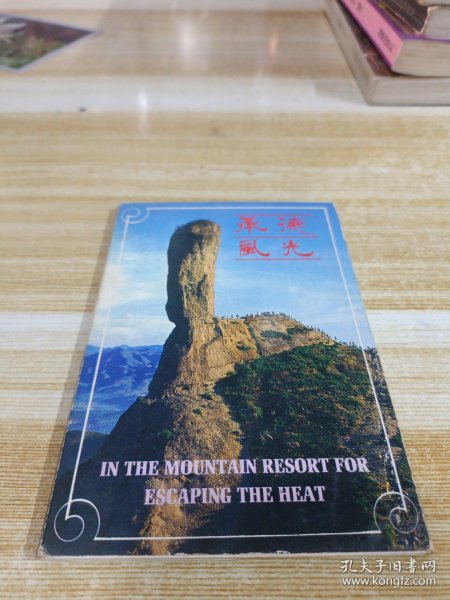 承德
風光
IN THE MOUNTAIN RESORT FOR
ESCAPING THE HEAT
孔夫子旧书网
www.kongfz.com